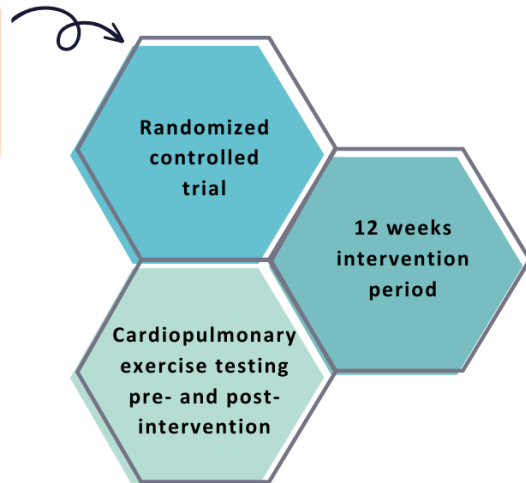 Randomized
controlled
trial
12 weeks
intervention
period
Cardiopulmonary
exercise testing
pre- and post-
intervention